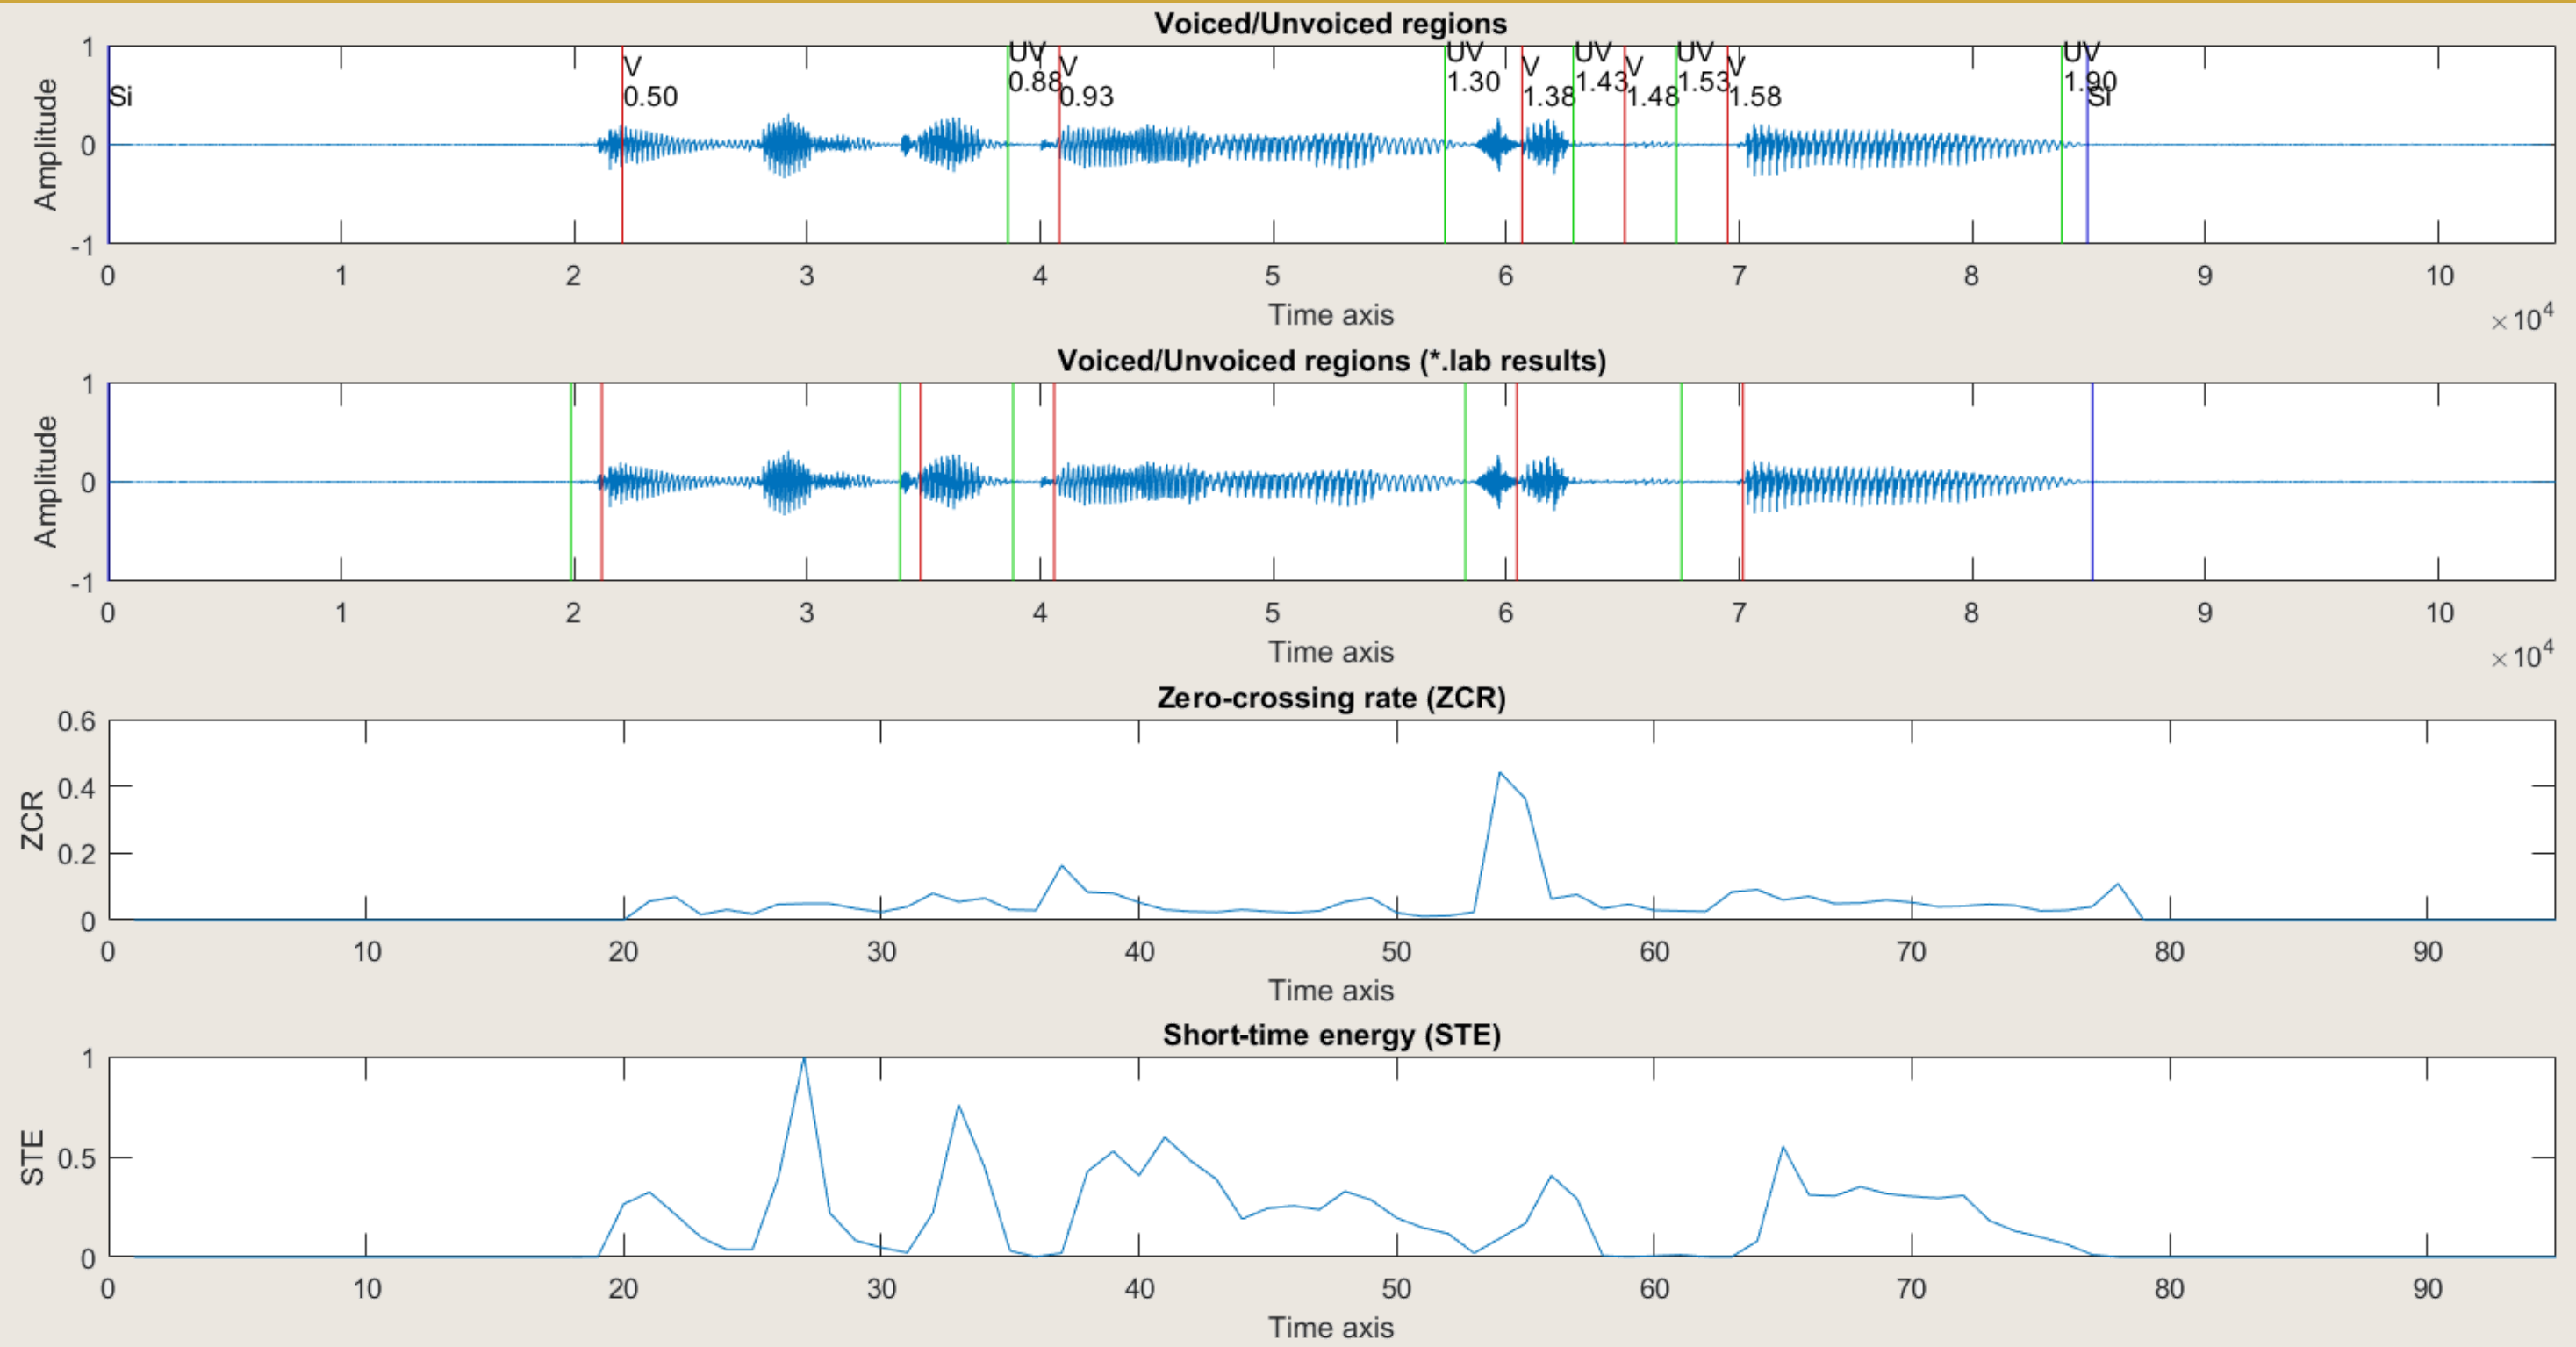 Voiced/Unvoiced regions
Amplitude
1
0
-1
Si
V
0.50
UV
0.88
V
0.93
UV
1.30
V
1.38
UV
1.43
V
1.48
UV
1.53
V
1.58
UV
1.90
Si
0 1 2 3 4 5 6 7 8 9 10
Time axis
×10⁴
Voiced/Unvoiced regions (*.lab results)
Amplitude
1
0
-1
0 1 2 3 4 5 6 7 8 9 10
Time axis
×10⁴
Zero-crossing rate (ZCR)
ZCR
0.6
0.4
0.2
0
0 10 20 30 40 50 60 70 80 90
Time axis
Short-time energy (STE)
STE
1
0.5
0
0 10 20 30 40 50 60 70 80 90
Time axis